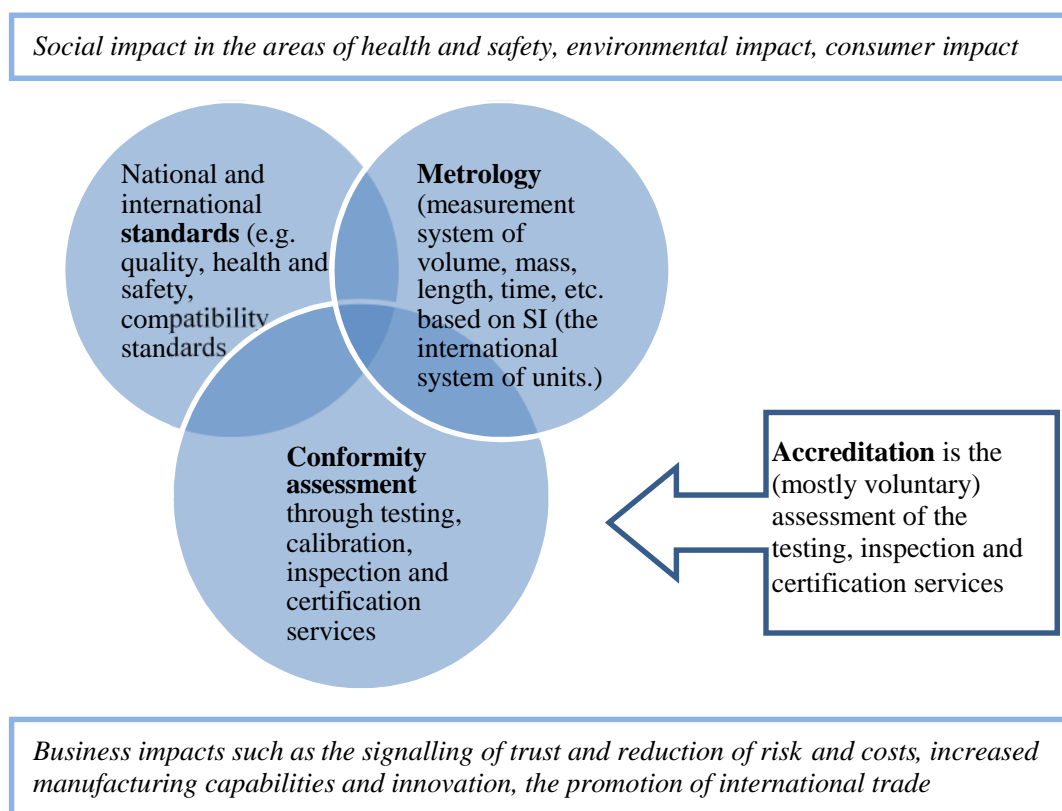 Social impact in the areas of health and safety, environmental impact, consumer impact
National and
international
standards (e.g.
quality, health and
safety,
compatibility
standards
Metrology
(measurement
system of
volume, mass,
length, time, etc.
based on SI (the
international
system of units.)
Conformity
assessment
through testing,
calibration,
inspection and
certification
services
Accreditation is the
(mostly voluntary)
assessment of the
testing, inspection and
certification services
Business impacts such as the signalling of trust and reduction of risk and costs, increased
manufacturing capabilities and innovation, the promotion of international trade